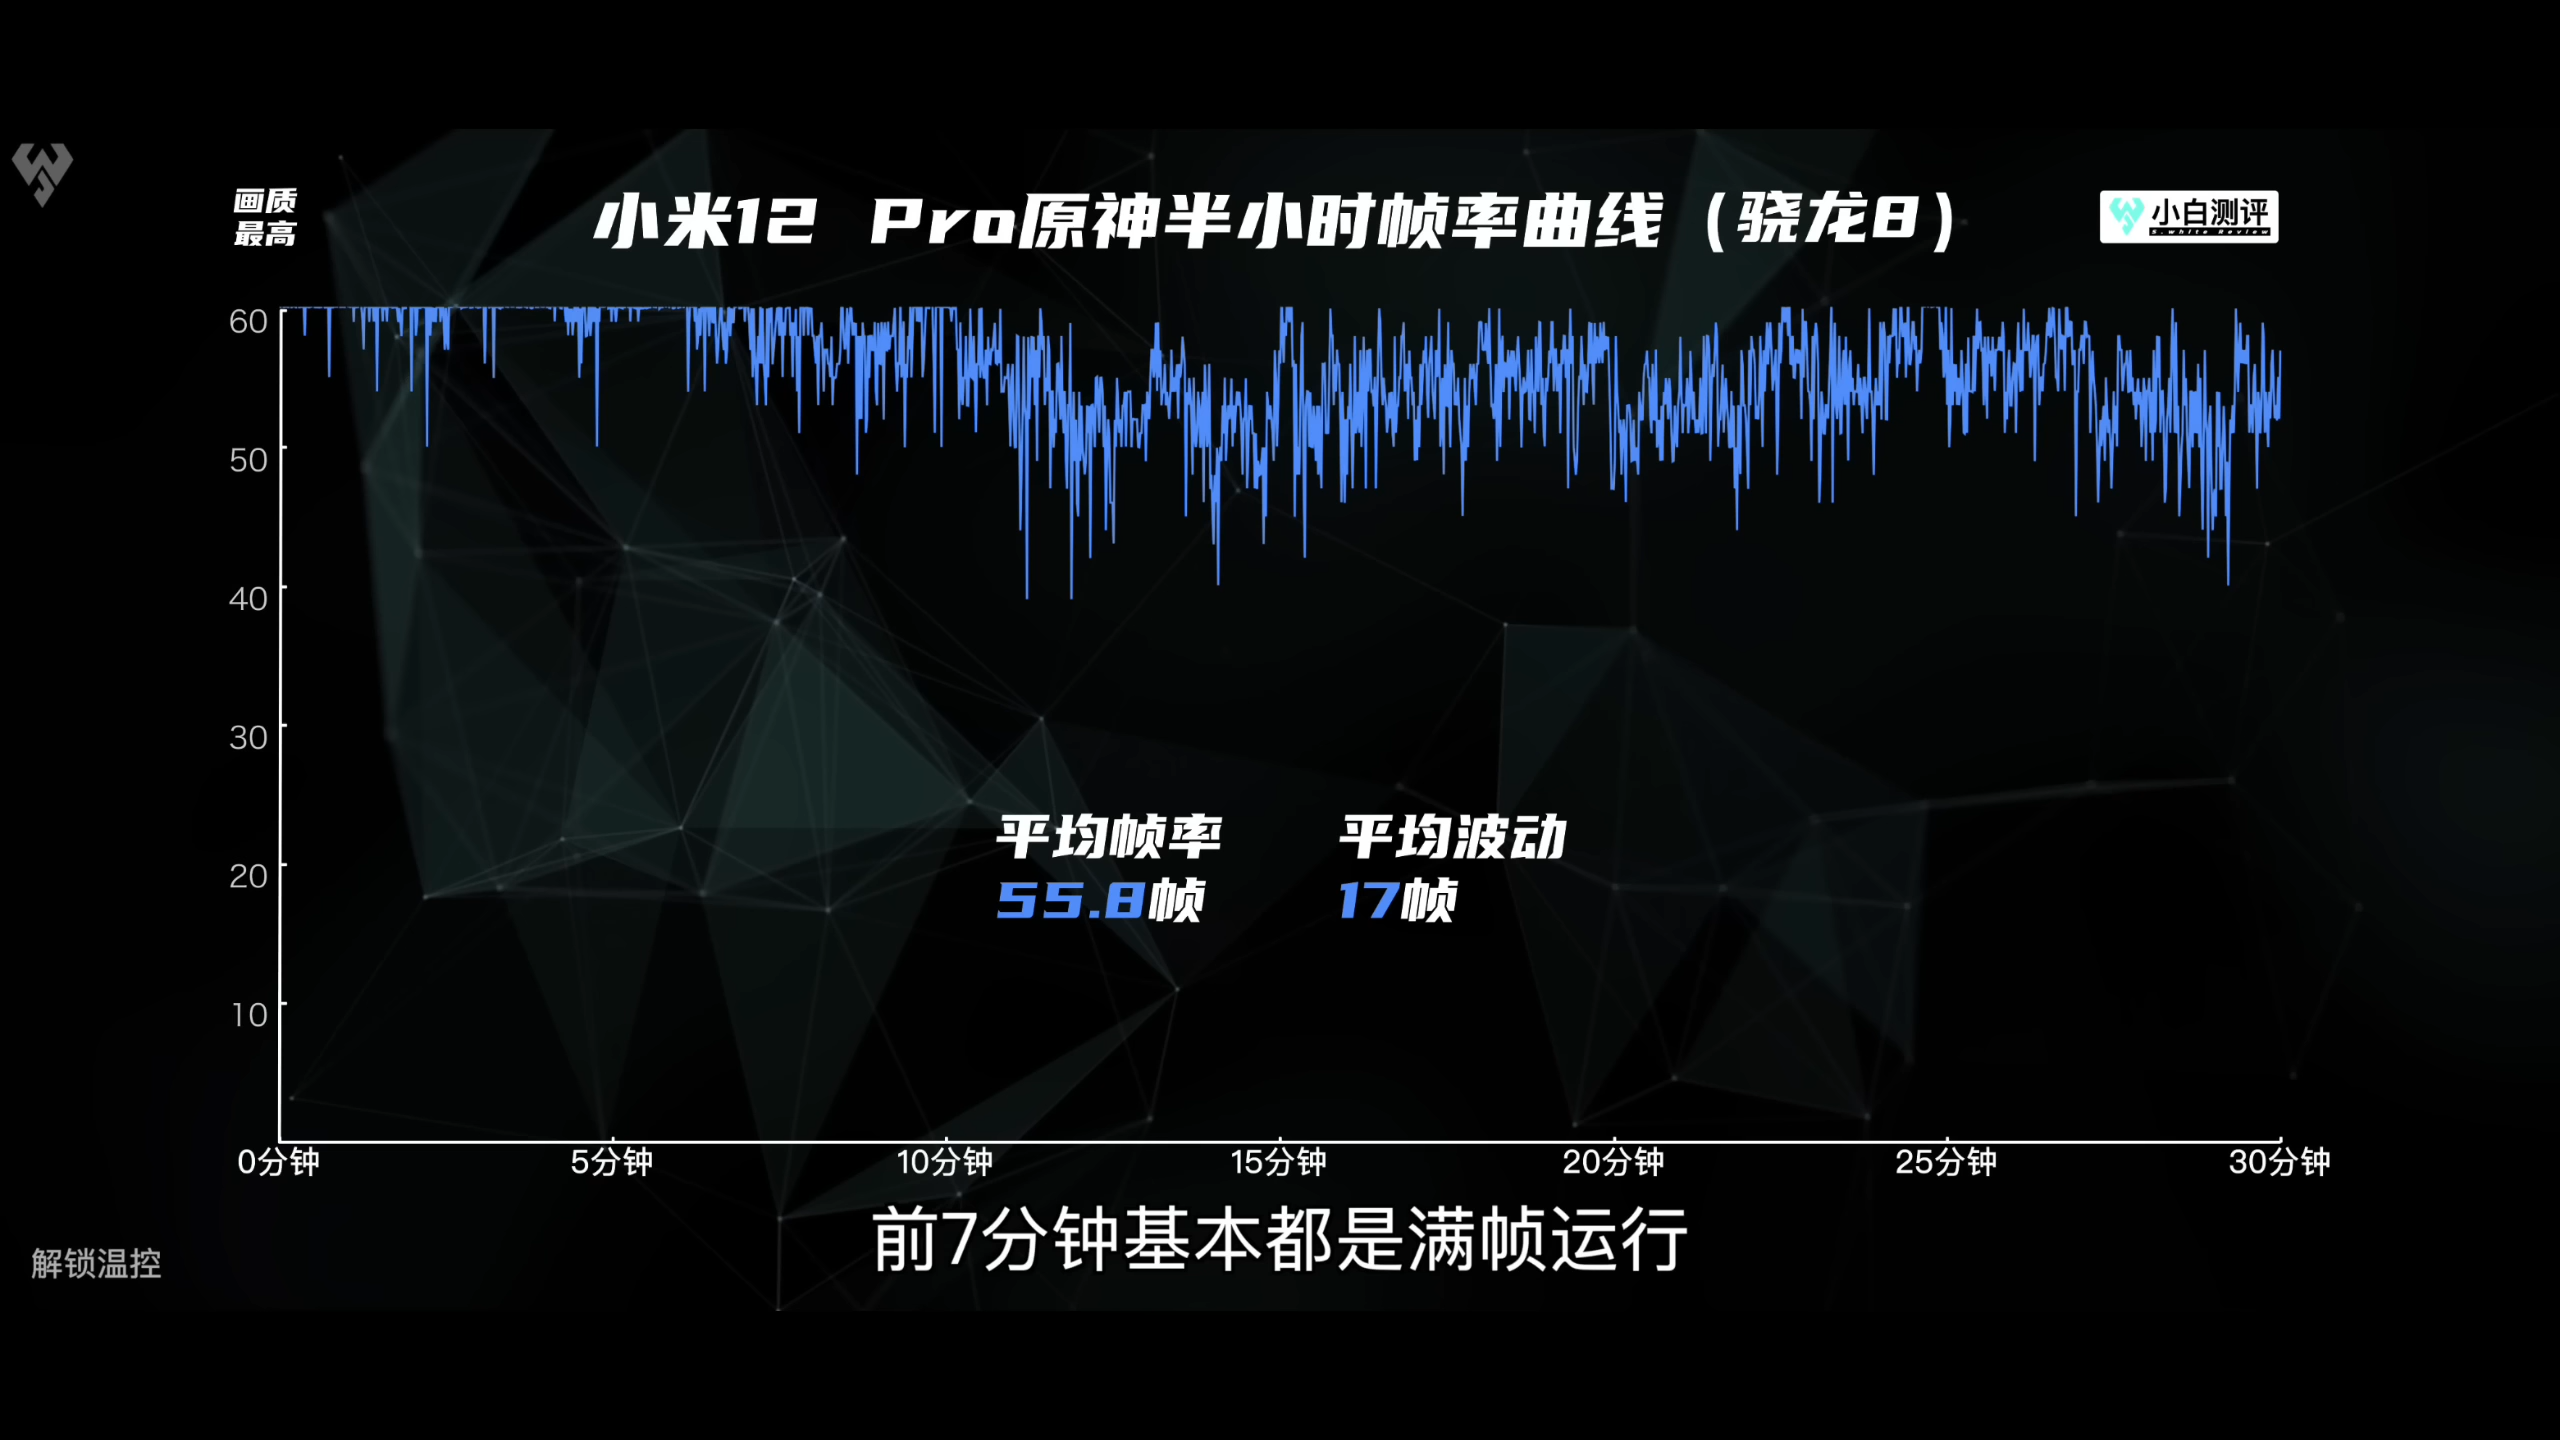 画质
最高
小米12 Pro原神半小时帧率曲线（骁龙8）
小白测评
S.white Review
60
50
40
30
20
10
平均帧率
55.8帧
平均波动
17帧
0分钟
5分钟
10分钟
15分钟
20分钟
25分钟
30分钟
前7分钟基本都是满帧运行
解锁温控